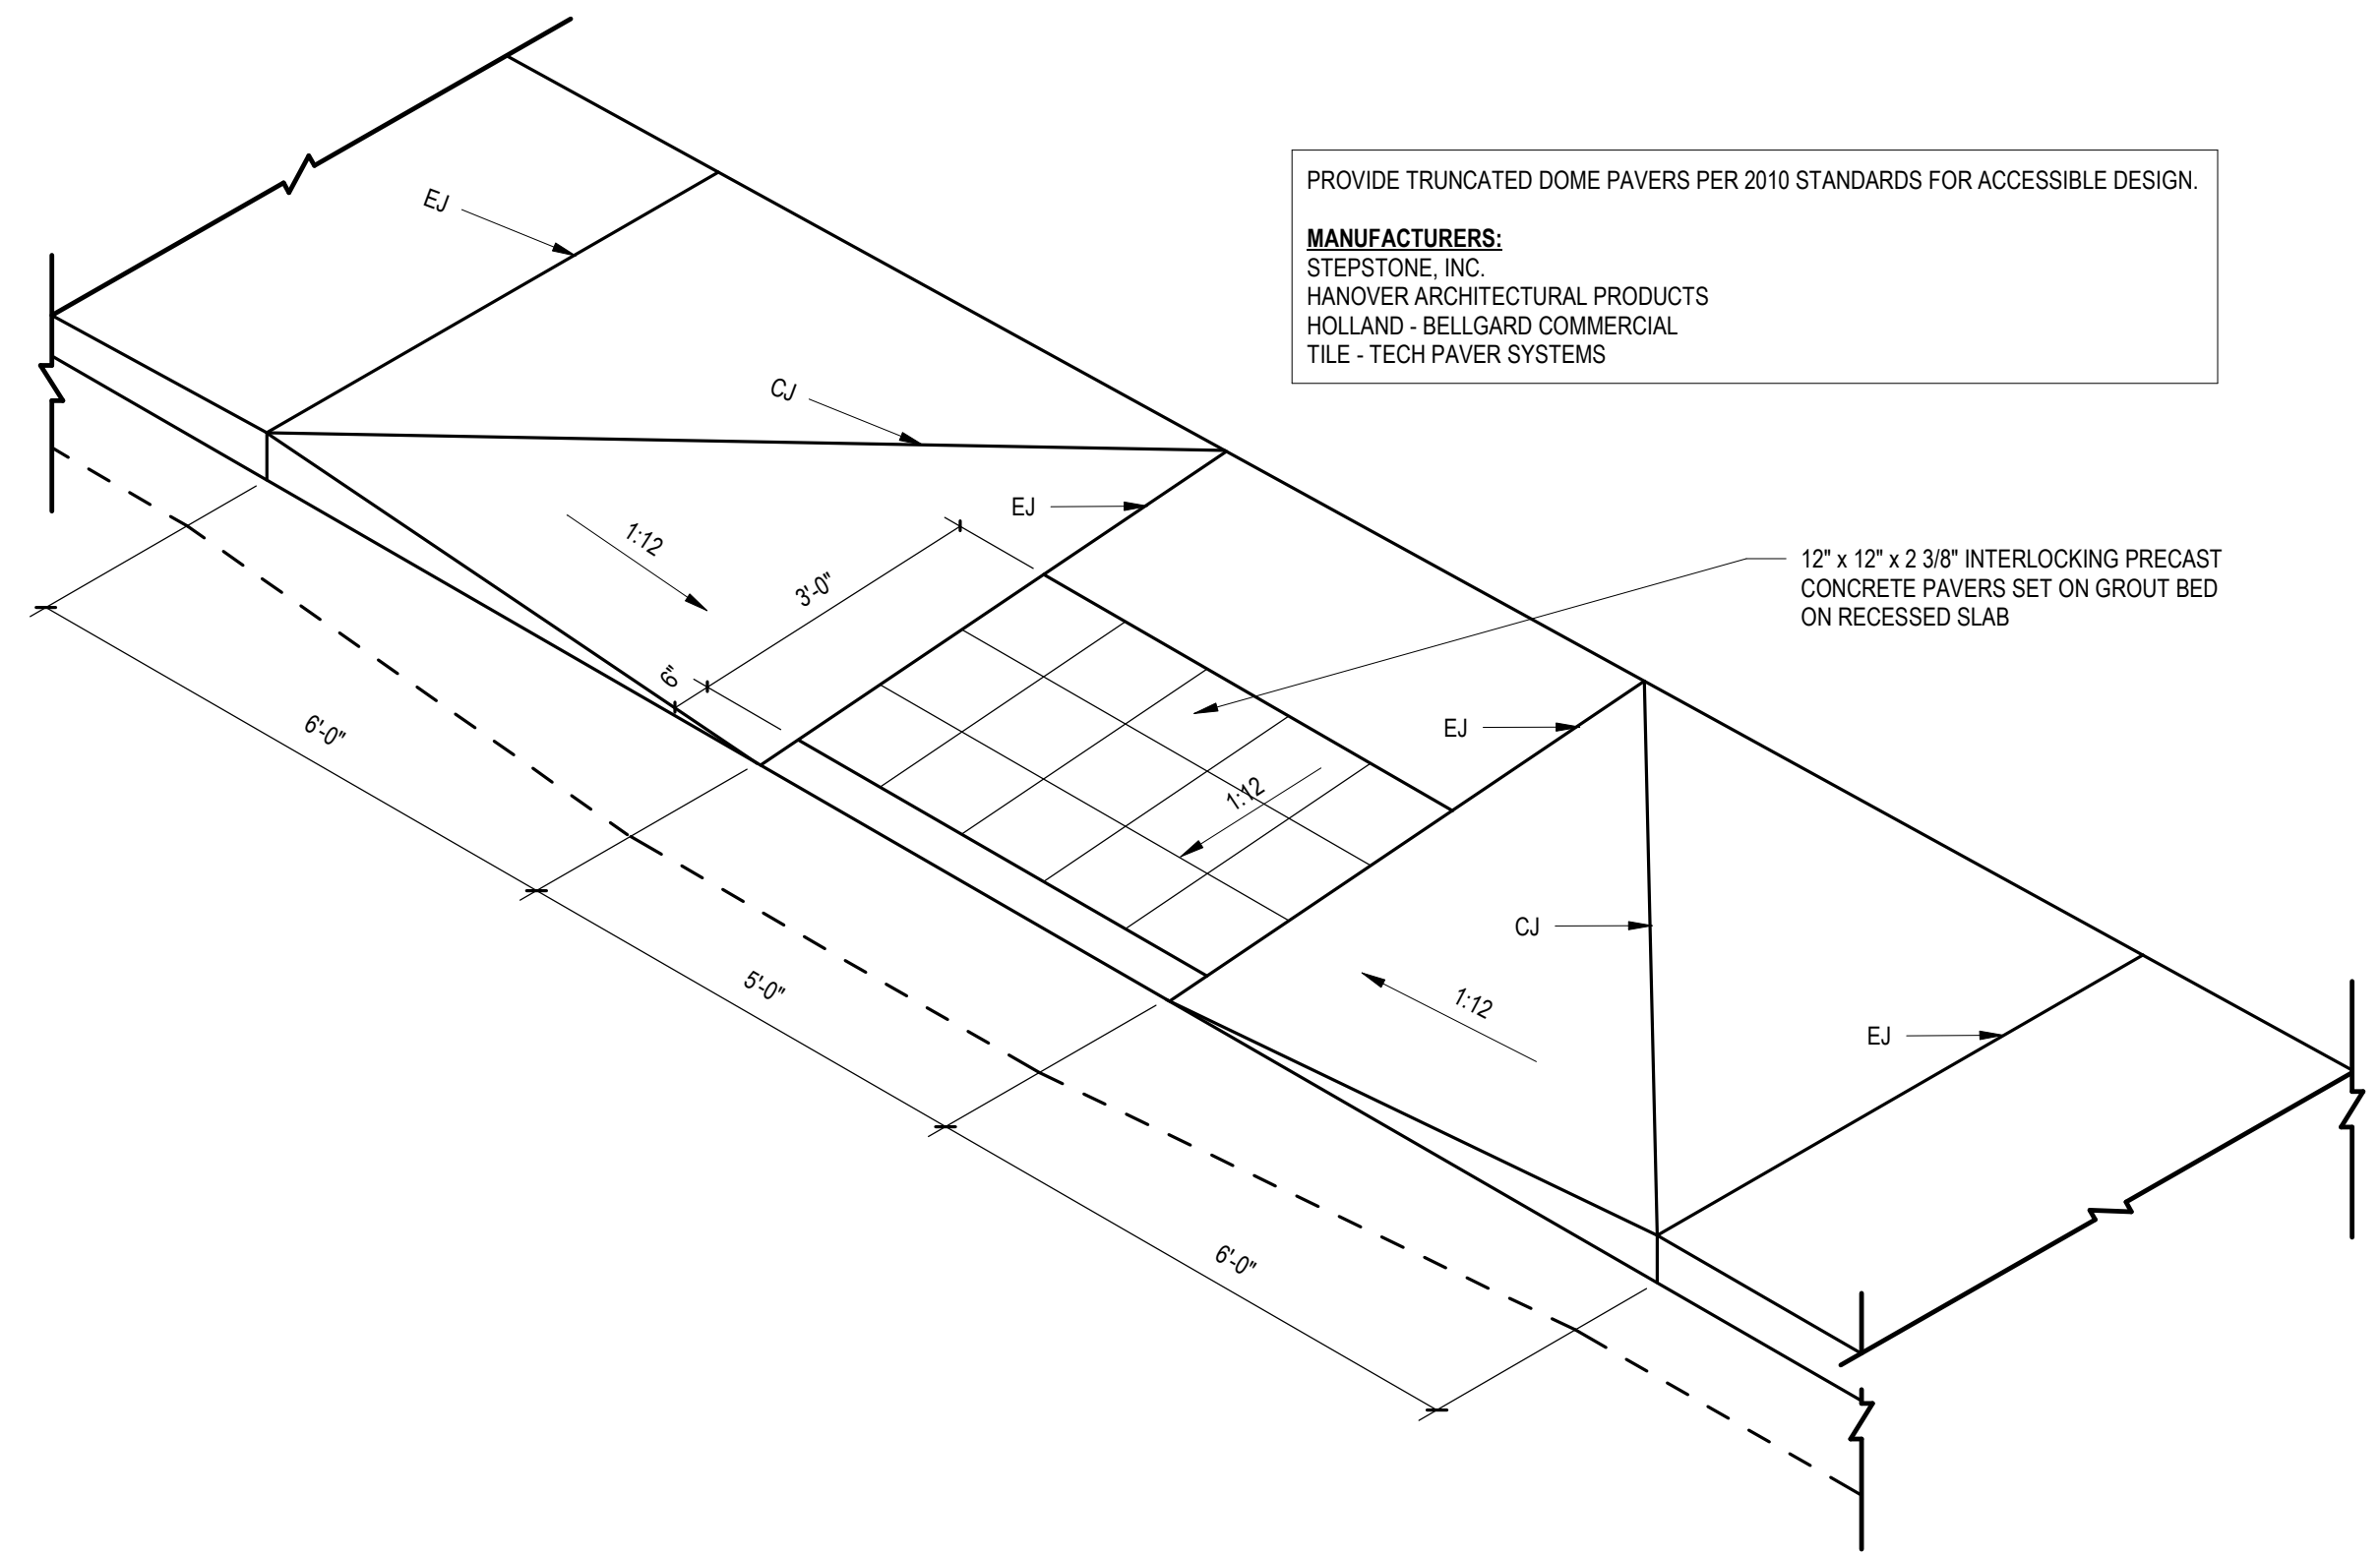 PROVIDE TRUNCATED DOME PAVERS PER 2010 STANDARDS FOR ACCESSIBLE DESIGN.
MANUFACTURERS:
STEPSTONE, INC.
HANOVER ARCHITECTURAL PRODUCTS
HOLLAND - BELLGARD COMMERCIAL
TILE - TECH PAVER SYSTEMS
EJ
CJ
EJ
1:12
3'-0"
12" x 12" x 2 3/8" INTERLOCKING PRECAST
CONCRETE PAVERS SET ON GROUT BED
ON RECESSED SLAB
6"
6'-0"
EJ
1:12
CJ
5'-0"
1:12
EJ
6'-0"